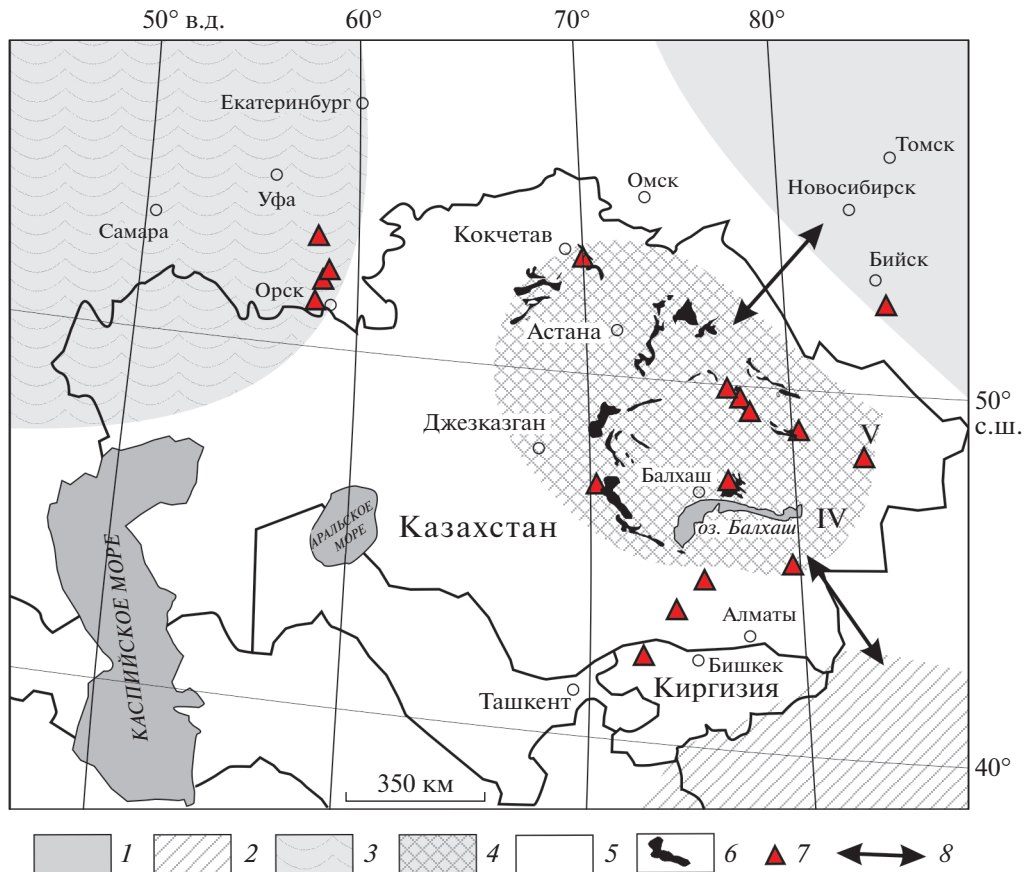 50° в.д.
60°
70°
80°
Екатеринбург
Томск
Уфа
Омск
Новосибирск
Самара
Кокчетав
Бийск
Орск
Астана
50°
с.ш.
Джезказган
V
Балхаш
Казахстан
IV
АРАЛЬСКОЕ
МОРЕ
оз. Балхаш
КАСПИЙСКОЕ МОРЕ
Алматы
Бишкек
Ташкент
Киргизия
40°
350 км
1
2
3
4
5
6
7
8